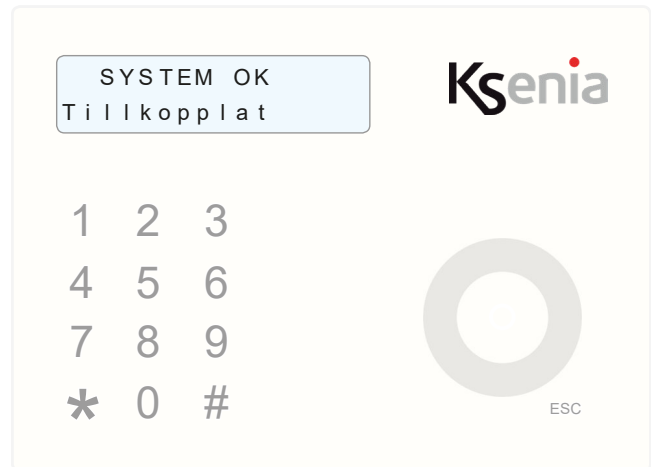 SYSTEM OK
Tillkopplat
Ksenia
1 2 3
4 5 6
7 8 9
* 0 #
ESC